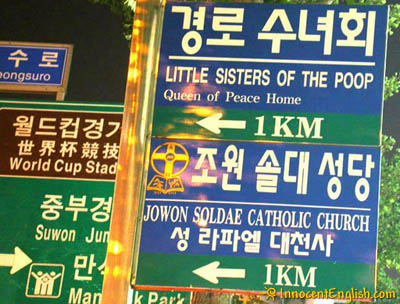 수로
ongsuro
월드컵경기
世界杯競技
World Cup Stad
중부경
Suwon Jun
만석
Man Park
경로 수녀회
LITTLE SISTERS OF THE POOP
Queen of Peace Home
1KM
조원 솔대 성당
JOWON SOLDAE CATHOLIC CHURCH
성 라파엘 대천사
1KM
© InnocentEnglish.com